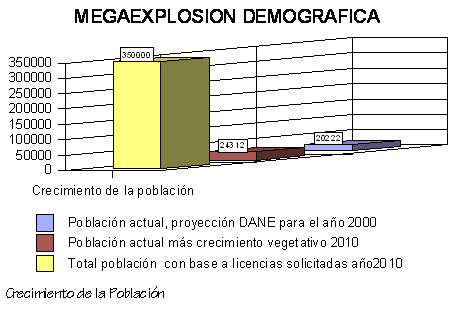 MEGAEXPLOSION DEMOGRAFICA
350000
350000
300000
250000
200000
150000
100000
50000
0
24312
20222
Crecimiento de la población
Población actual, proyección DANE para el año 2000
Población actual más crecimiento vegetativo 2010
Total población con base a licencias solicitadas año2010
Crecimiento de la Población